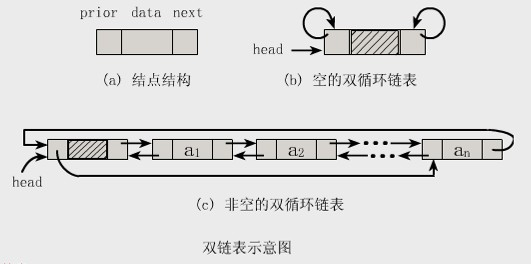 prior data next
head
(a) 结点结构
(b) 空的双循环链表
a1 a2 an
head
(c) 非空的双循环链表
双链表示意图